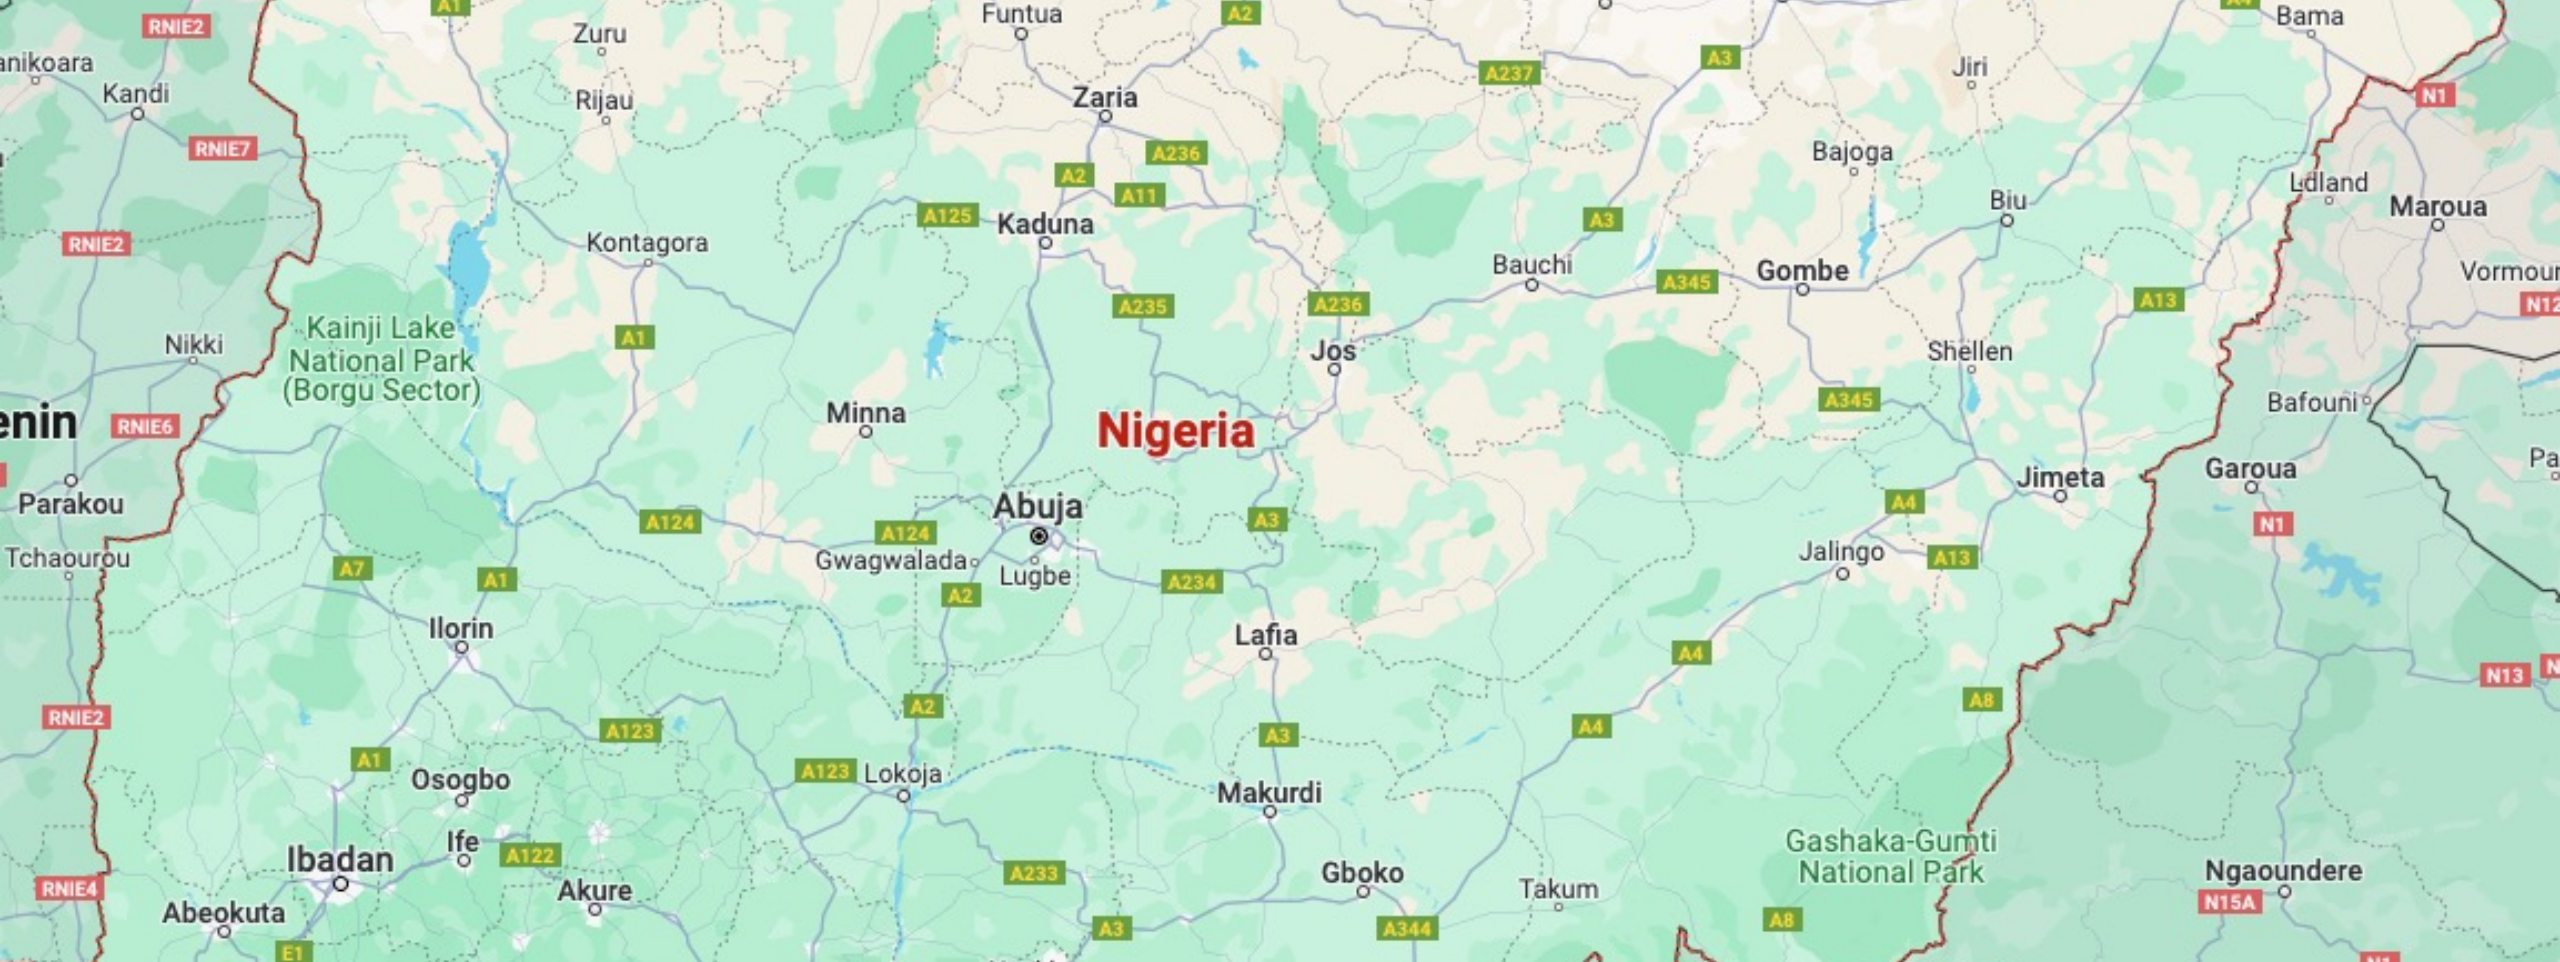 A1
Funtua
A2
A4
Bama
RNIE2
Zuru
A237
A3
Jiri
anikoara
Kandi
Rijau
Zaria
N1
RNIE7
A236
Bajoga
A2
A11
Ldland
Maroua
RNIE2
A125
Kaduna
A3
Biu
Kontagora
Bauchi
A345
Gombe
Vormour
A235
A236
A13
N12
Kainji Lake
National Park
(Borgu Sector)
Nikki
A1
Jos
Shellen
enin
RNIE6
Minna
Nigeria
A345
Bafouni
Parakou
Abuja
Jimeta
Garoua
Pa
A124
A124
A3
A4
N1
Tchaourou
A7
A1
Gwagwalada
Lugbe
A2
A234
Jalingo
A13
Ilorin
Lafia
A4
N13
N
RNIE2
A123
A2
A3
A4
A8
A1
Osogbo
A123
Lokoja
Makurdi
Ibadan
Ife
A122
A233
Gboko
Takum
Gashaka-Gumti
National Park
Ngaoundere
RNIE4
Abeokuta
Akure
N15A
E1
A3
A344
A8
N1